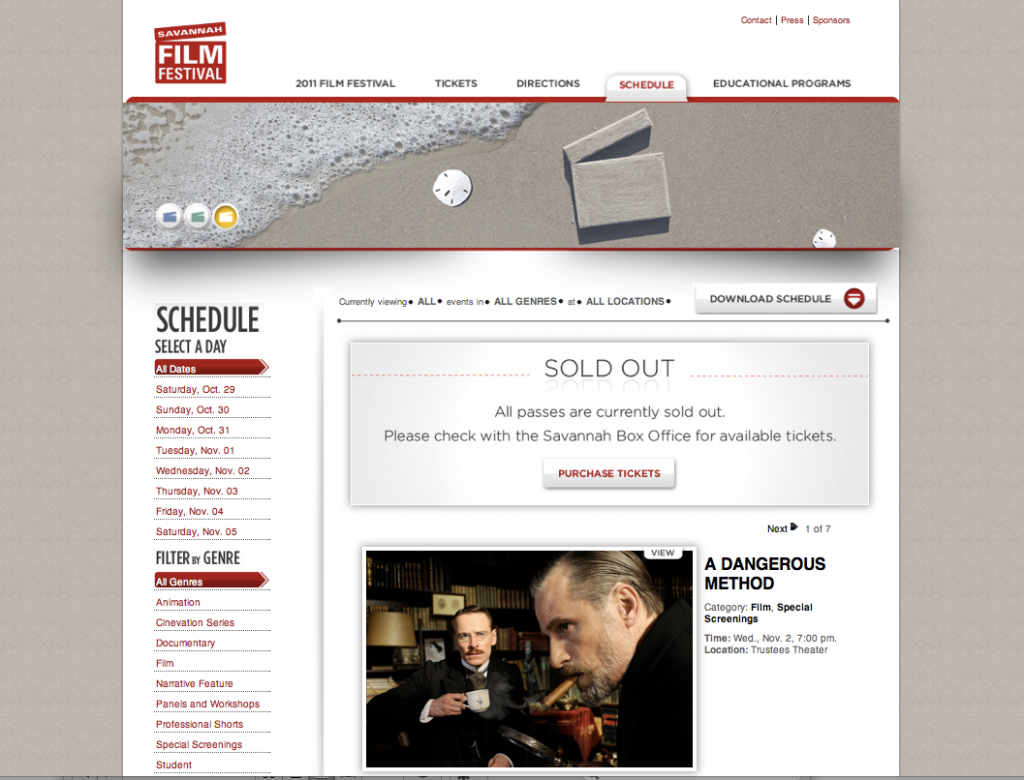 Contact | Press | Sponsors
SAVANNAH
FILM
FESTIVAL
2011 FILM FESTIVAL
TICKETS
DIRECTIONS
SCHEDULE
EDUCATIONAL PROGRAMS
SCHEDULE
SELECT A DAY
All Dates
Saturday, Oct. 29
Sunday, Oct. 30
Monday, Oct. 31
Tuesday, Nov. 01
Wednesday, Nov. 02
Thursday, Nov. 03
Friday, Nov. 04
Saturday, Nov. 05
FILTER BY GENRE
All Genres
Animation
Cinevation Series
Documentary
Film
Narrative Feature
Panels and Workshops
Professional Shorts
Special Screenings
Student
Currently viewing • ALL • events in • ALL GENRES • at • ALL LOCATIONS •
DOWNLOAD SCHEDULE
SOLD OUT
All passes are currently sold out.
Please check with the Savannah Box Office for available tickets.
PURCHASE TICKETS
Next 1 of 7
VIEW
A DANGEROUS
METHOD
Category: Film, Special
Screenings
Time: Wed., Nov. 2, 7:00 pm.
Location: Trustees Theater